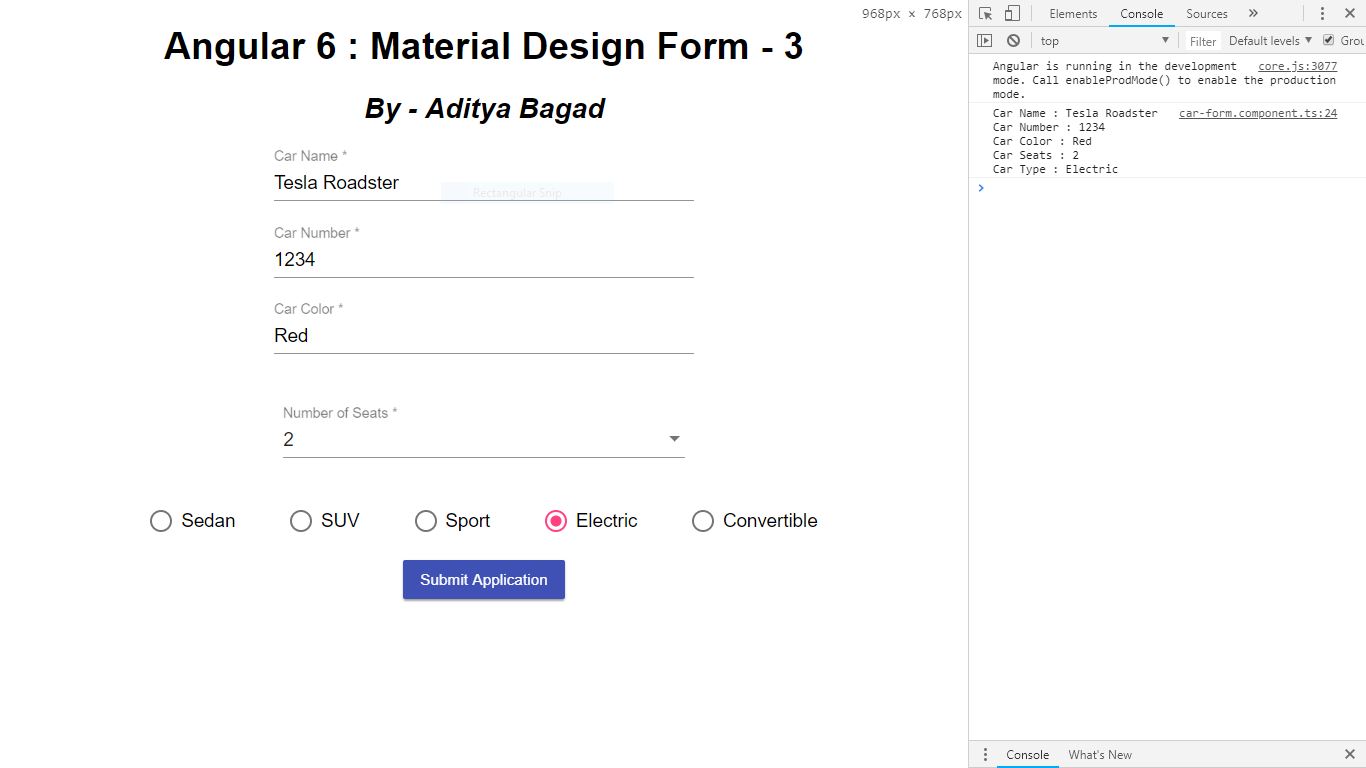 968px × 768px
Angular 6 : Material Design Form - 3
By - Aditya Bagad
Car Name *
Tesla Roadster
Rectangular Snip
Car Number *
1234
Car Color *
Red
Number of Seats *
2
Sedan
SUV
Sport
Electric
Convertible
Submit Application
Elements Console Sources »
top Filter Default levels Grou
Angular is running in the development core.js:3077
mode. Call enableProdMode() to enable the production
mode.
Car Name : Tesla Roadster car-form.component.ts:24
Car Number : 1234
Car Color : Red
Car Seats : 2
Car Type : Electric
Console What's New